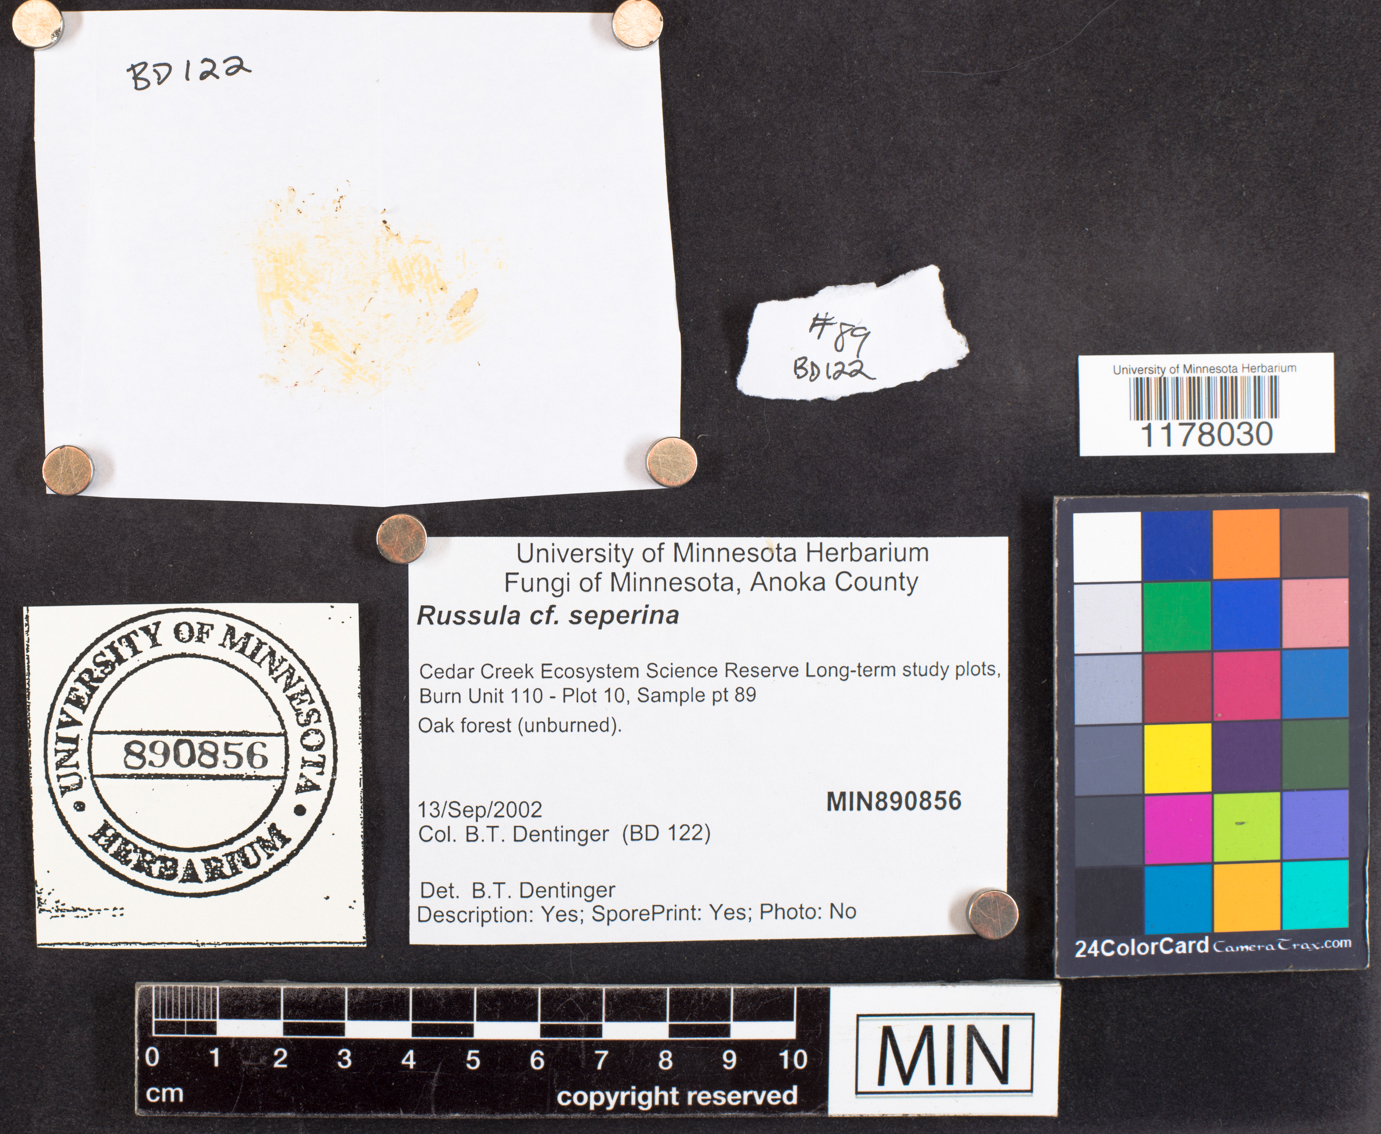 BD 122
#89
BD 122
University of Minnesota Herbarium
1178030
University of Minnesota Herbarium
Fungi of Minnesota, Anoka County
Russula cf. seperina
Cedar Creek Ecosystem Science Reserve Long-term study plots,
Burn Unit 110 - Plot 10, Sample pt 89
Oak forest (unburned).
13/Sep/2002
MIN890856
Col. B.T. Dentinger (BD 122)
Det. B.T. Dentinger
Description: Yes; SporePrint: Yes; Photo: No
UNIVERSITY OF MINNESOTA
890856
HERBARIUM
24ColorCard CameraTrax.com
0 1 2 3 4 5 6 7 8 9 10
cm
copyright reserved
MIN